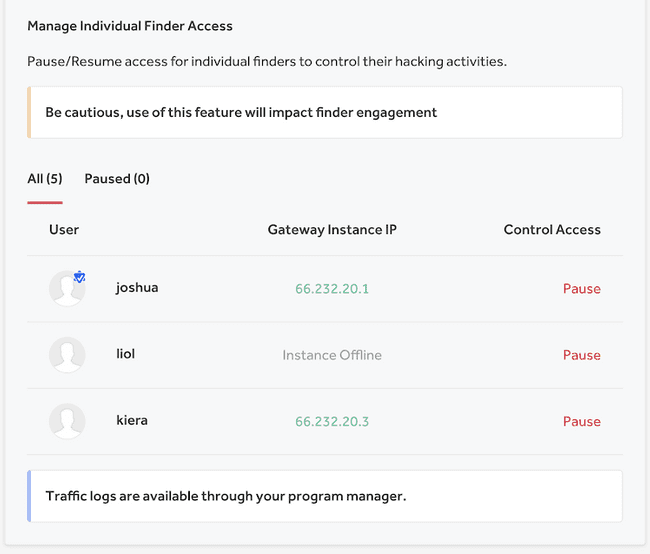 Manage Individual Finder Access
Pause/Resume access for individual finders to control their hacking activities.
Be cautious, use of this feature will impact finder engagement
All (5) Paused (0)
User Gateway Instance IP Control Access
joshua 66.232.20.1 Pause
liol Instance Offline Pause
kiera 66.232.20.3 Pause
Traffic logs are available through your program manager.